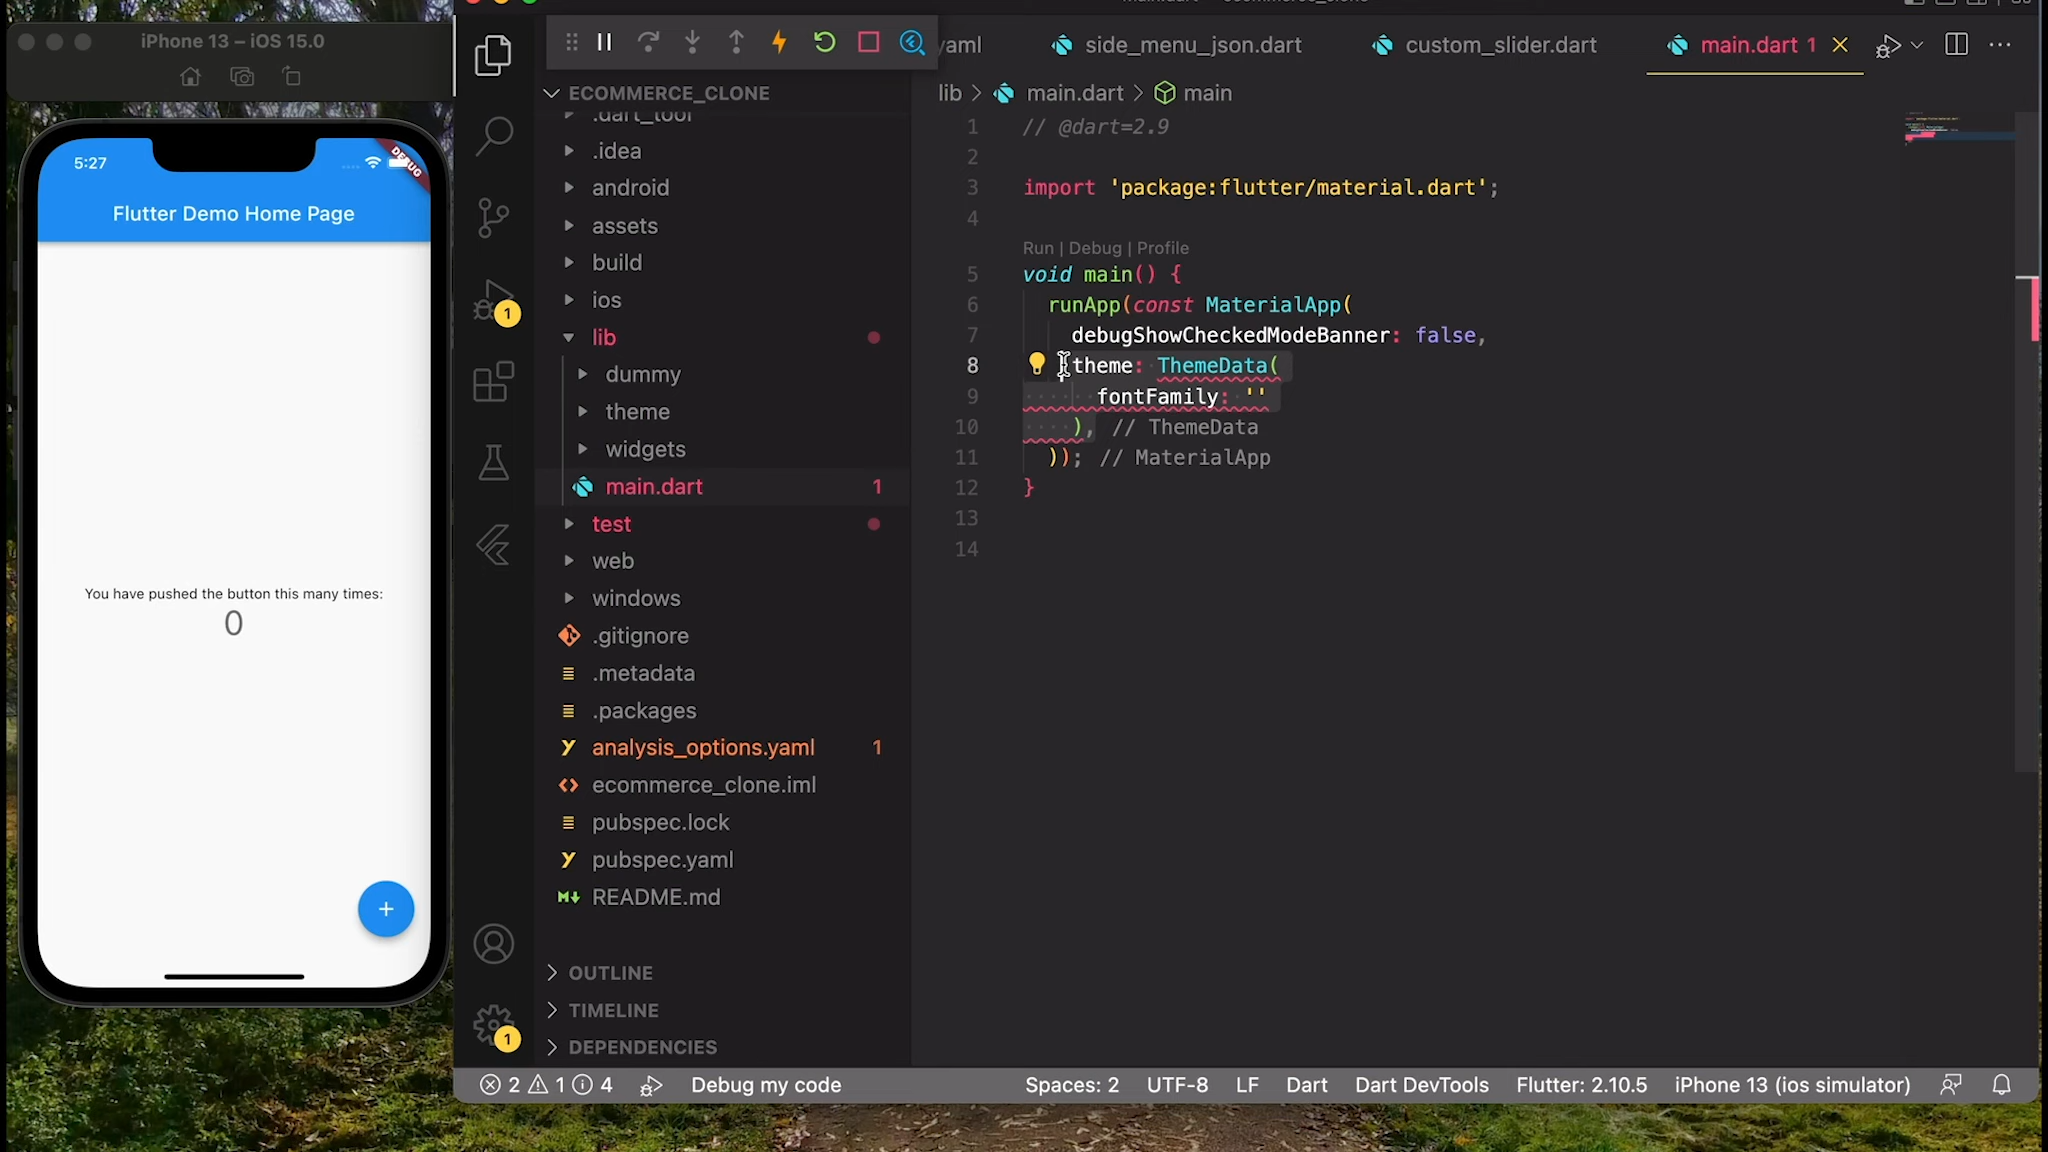 iPhone 13 – iOS 15.0
5:27
DEBUG
Flutter Demo Home Page
You have pushed the button this many times:
0
+
ECOMMERCE_CLONE
.dart_tool
.idea
android
assets
build
ios
lib
dummy
theme
widgets
main.dart 1
test
web
windows
.gitignore
.metadata
.packages
analysis_options.yaml 1
ecommerce_clone.iml
pubspec.lock
pubspec.yaml
README.md
OUTLINE
TIMELINE
DEPENDENCIES
1
1
yaml side_menu_json.dart custom_slider.dart main.dart 1
lib > main.dart > main
1 // @dart=2.9
2
3 import 'package:flutter/material.dart';
4
Run | Debug | Profile
5 void main() {
6 runApp(const MaterialApp(
7 debugShowCheckedModeBanner: false,
8 theme: ThemeData(
9 fontFamily: ''
10 ), // ThemeData
11 )); // MaterialApp
12 }
13
14
2 1 4 Debug my code Spaces: 2 UTF-8 LF Dart Dart DevTools Flutter: 2.10.5 iPhone 13 (ios simulator)